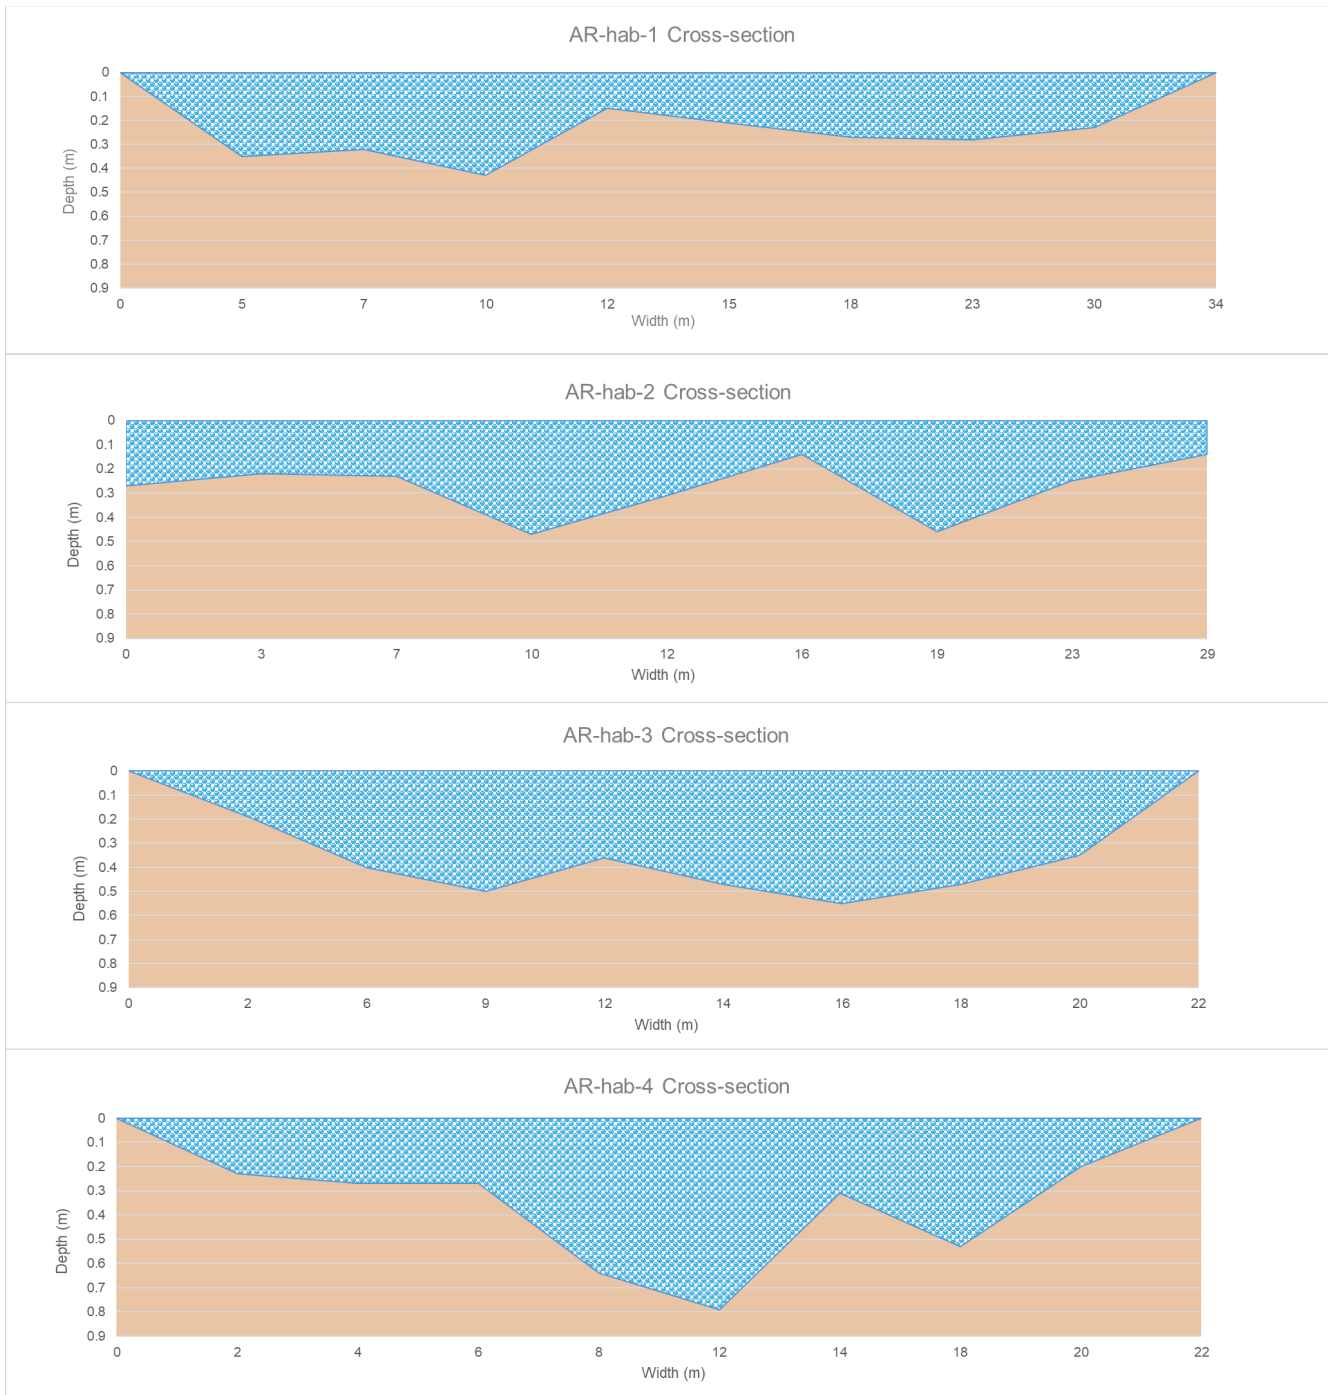 AR-hab-1 Cross-section
0
0.1
0.2
0.3
0.4
0.5
0.6
0.7
0.8
0.9
Depth (m)
0 5 7 10 12 15 18 23 30 34
Width (m)
AR-hab-2 Cross-section
0
0.1
0.2
0.3
0.4
0.5
0.6
0.7
0.8
0.9
Depth (m)
0 3 7 10 12 16 19 23 29
Width (m)
AR-hab-3 Cross-section
0
0.1
0.2
0.3
0.4
0.5
0.6
0.7
0.8
0.9
Depth (m)
0 2 6 9 12 14 16 18 20 22
Width (m)
AR-hab-4 Cross-section
0
0.1
0.2
0.3
0.4
0.5
0.6
0.7
0.8
0.9
Depth (m)
0 2 4 6 8 12 14 18 20 22
Width (m)